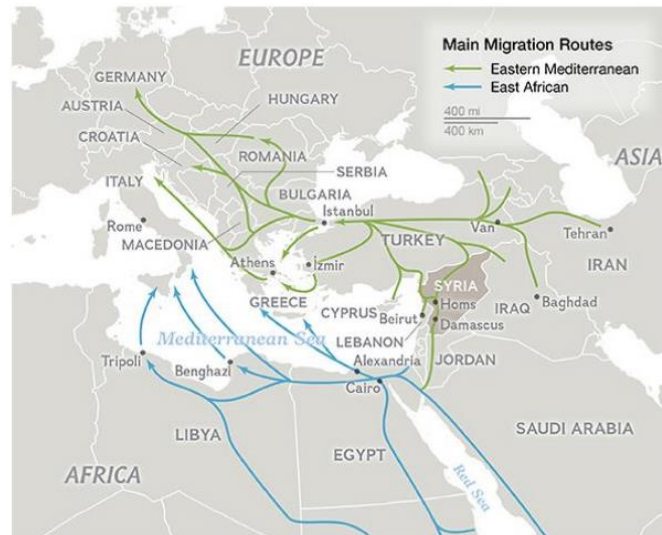 EUROPE
Main Migration Routes
Eastern Mediterranean
East African
400 mi
400 km
GERMANY
AUSTRIA
HUNGARY
CROATIA
ROMANIA
SERBIA
ASIA
ITALY
BULGARIA
Istanbul
Rome
MACEDONIA
TURKEY
Van
Tehran
Athens
İzmir
IRAN
SYRIA
GREECE
CYPRUS
Homs
IRAQ
Baghdad
Beirut
Damascus
Mediterranean Sea
LEBANON
Tripoli
Benghazi
Alexandria
JORDAN
Cairo
LIBYA
EGYPT
SAUDI ARABIA
AFRICA
Red Sea